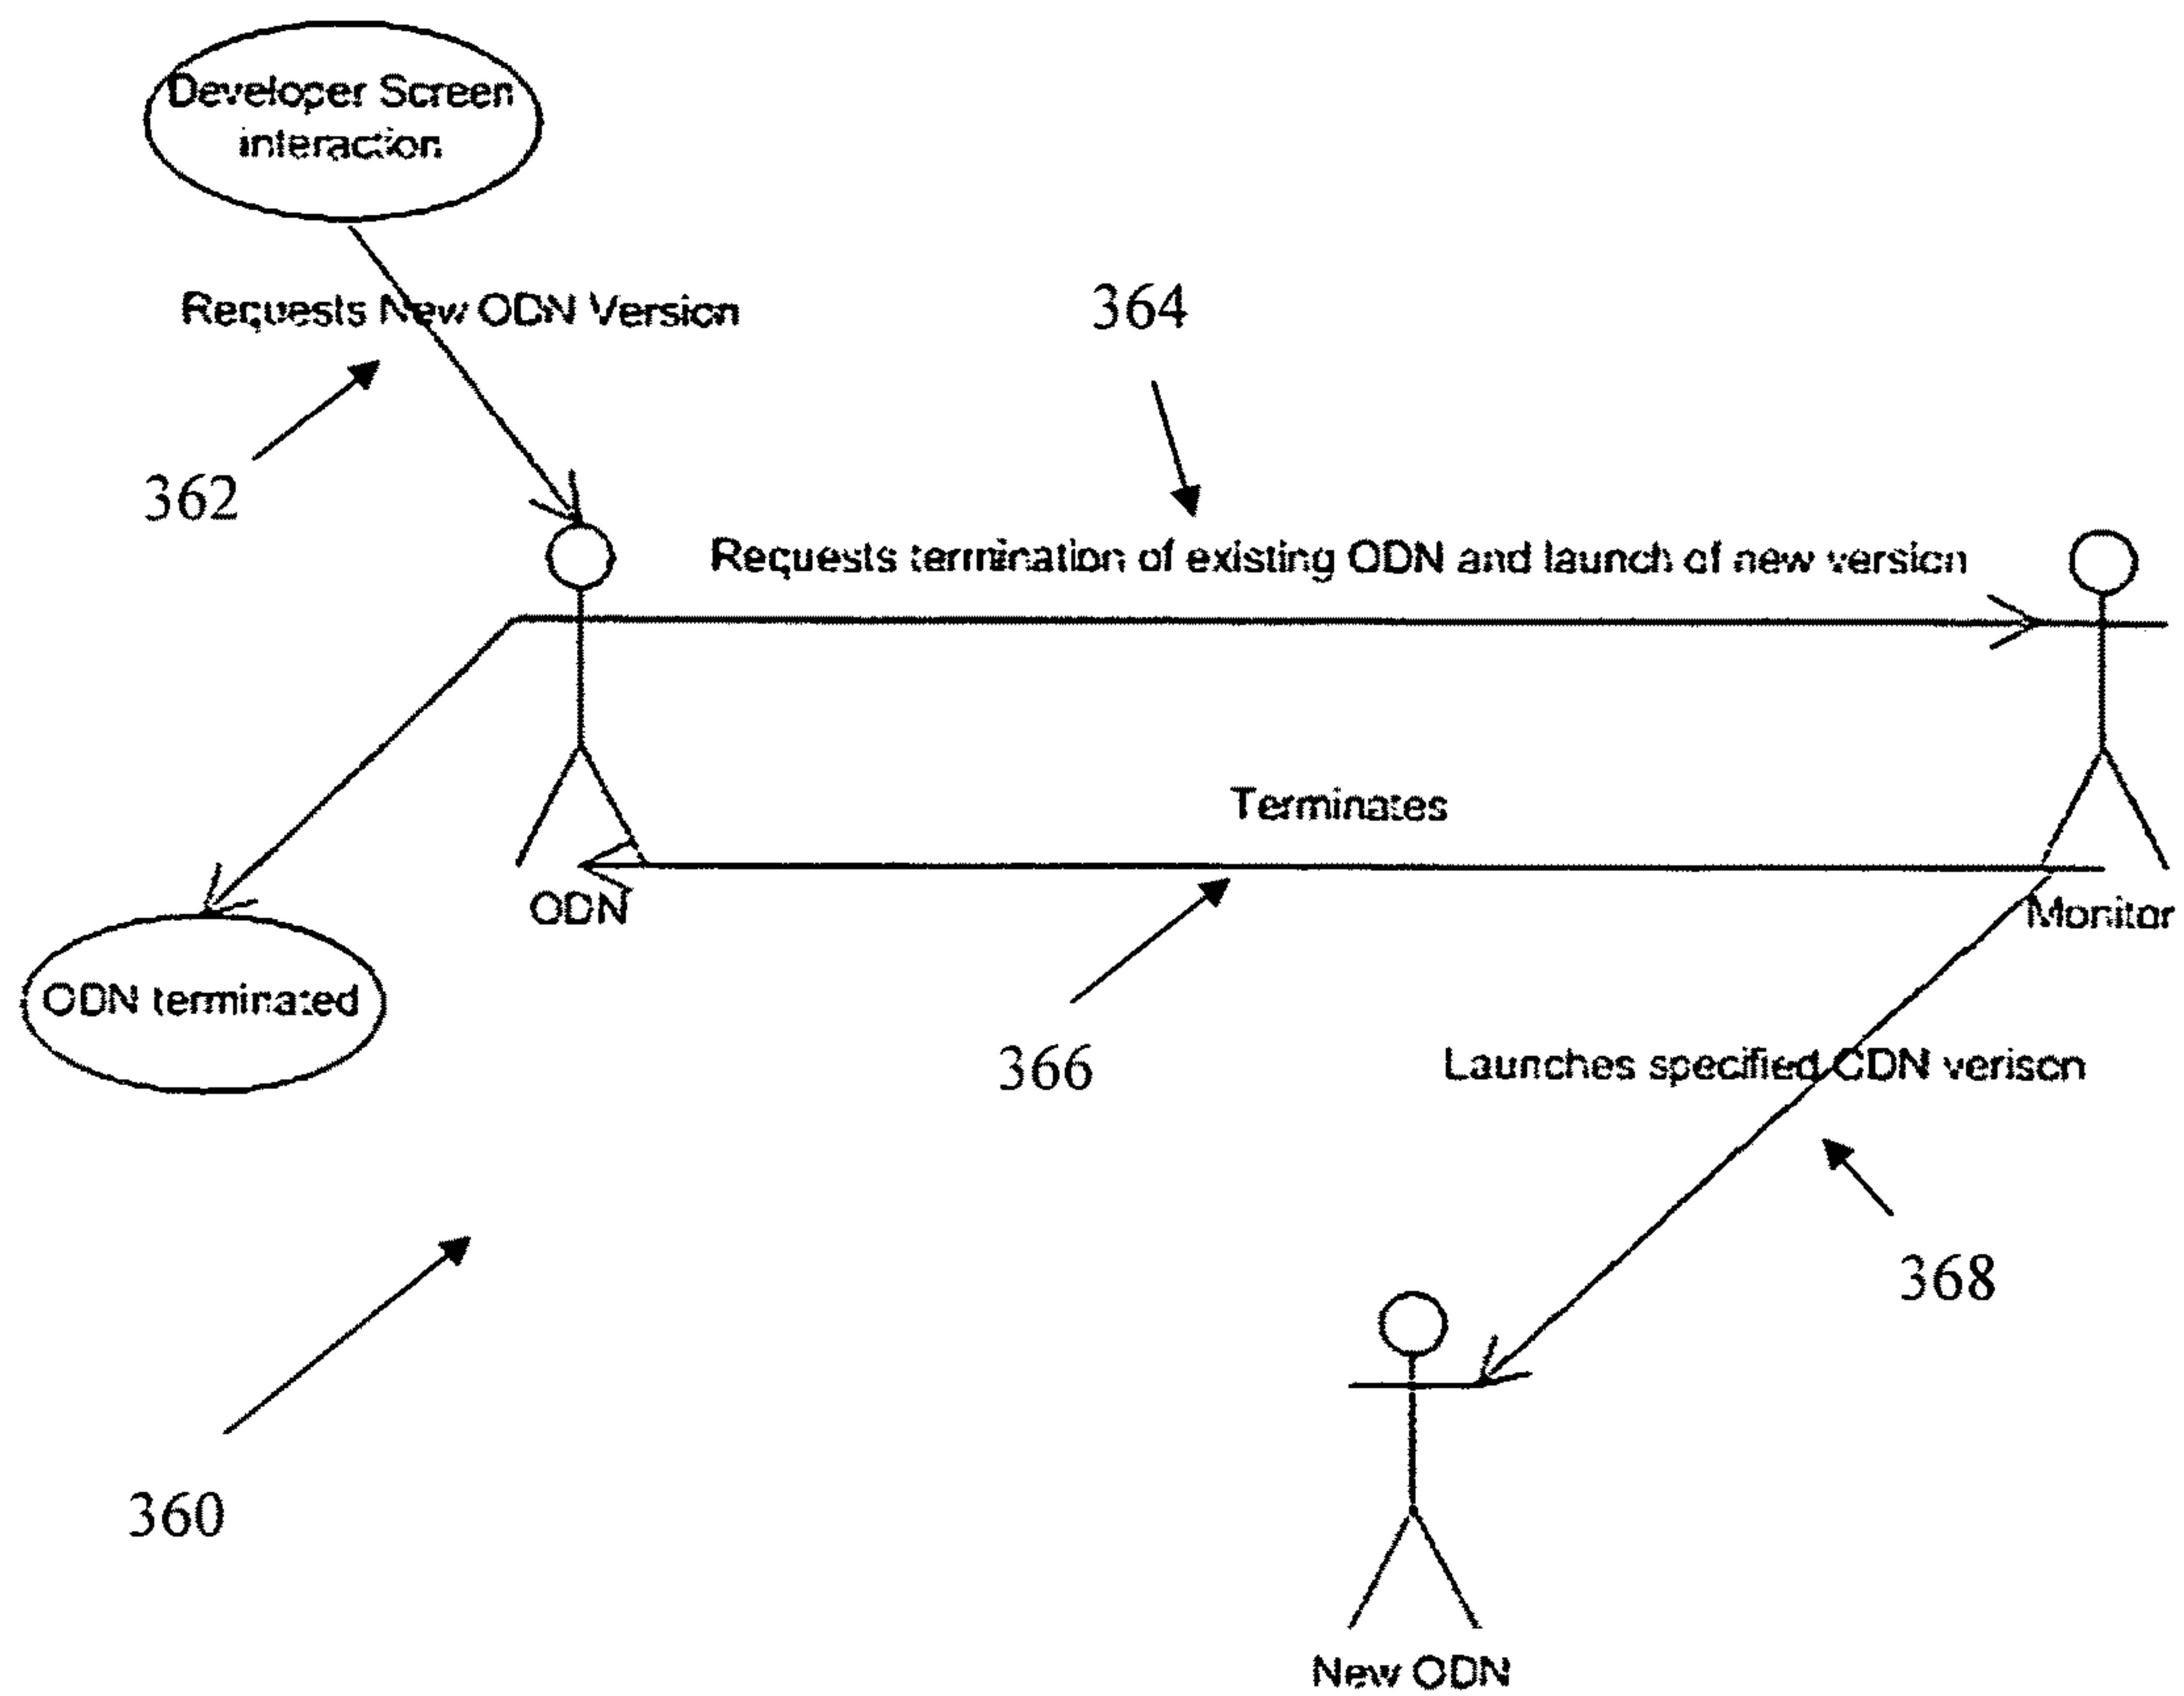 Developer Screen
interaction
Requests New ODN Version
364
362
Requests termination of existing ODN and launch of new version
Terminates
ODN
Monitor
ODN terminated
366
Launches specified ODN verison
368
360
New ODN